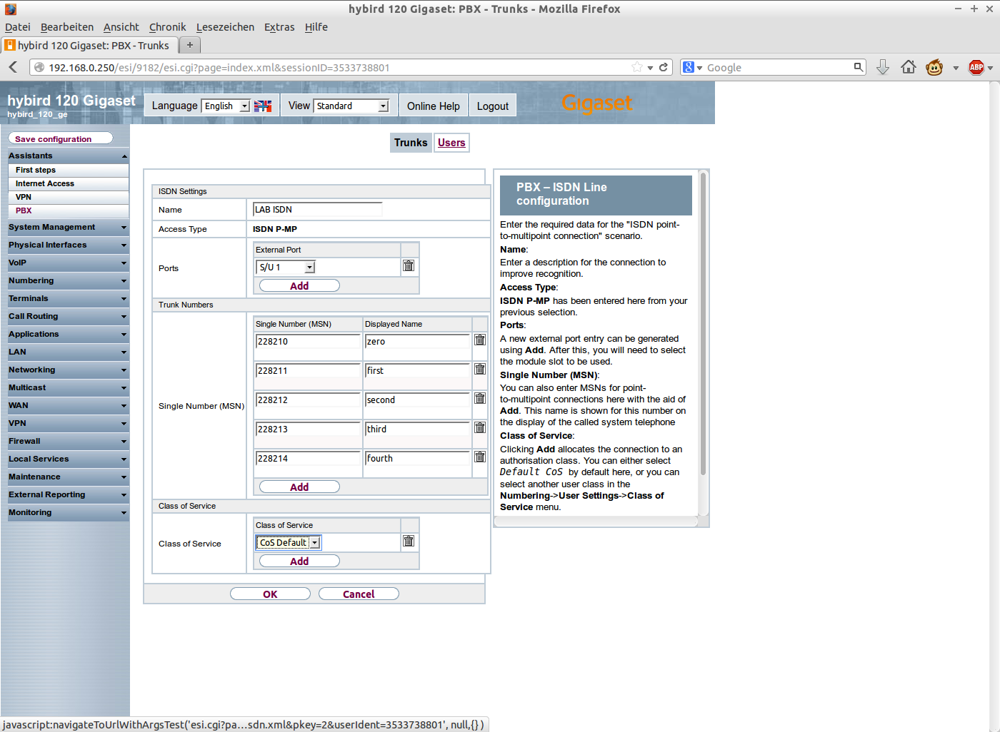 hybird 120 Gigaset: PBX - Trunks - Mozilla Firefox
Datei Bearbeiten Ansicht Chronik Lesezeichen Extras Hilfe
hybird 120 Gigaset: PBX - Trunks
192.168.0.250/esi/9182/esi.cgi?page=index.xml&sessionID=3533738801
Google
ABP
hybird 120 Gigaset
hybird_120_ge
Language English View Standard Online Help Logout
Gigaset
Save configuration
Assistants
First steps
Internet Access
VPN
PBX
System Management
Physical Interfaces
VoIP
Numbering
Terminals
Call Routing
Applications
LAN
Networking
Multicast
WAN
VPN
Firewall
Local Services
Maintenance
External Reporting
Monitoring
Trunks Users
ISDN Settings
Name LAB ISDN
Access Type ISDN P-MP
Ports
External Port
S/U 1
Add
Trunk Numbers
Single Number (MSN)
Single Number (MSN) Displayed Name
228210 zero
228211 first
228212 second
228213 third
228214 fourth
Add
Class of Service
Class of Service
Class of Service
CoS Default
Add
OK Cancel
PBX – ISDN Line
configuration
Enter the required data for the "ISDN point-
to-multipoint connection" scenario.
Name:
Enter a description for the connection to
improve recognition.
Access Type:
ISDN P-MP has been entered here from your
previous selection.
Ports:
A new external port entry can be generated
using Add. After this, you will need to select
the module slot to be used.
Single Number (MSN):
You can also enter MSNs for point-
to-multipoint connections here with the aid of
Add. This name is shown for this number on
the display of the called system telephone
Class of Service:
Clicking Add allocates the connection to an
authorisation class. You can either select
Default CoS by default here, or you can
select another user class in the
Numbering->User Settings->Class of
Service menu.
javascript:navigateToUrlWithArgsTest('esi.cgi?pa…sdn.xml&pkey=2&userIdent=3533738801', null,{})